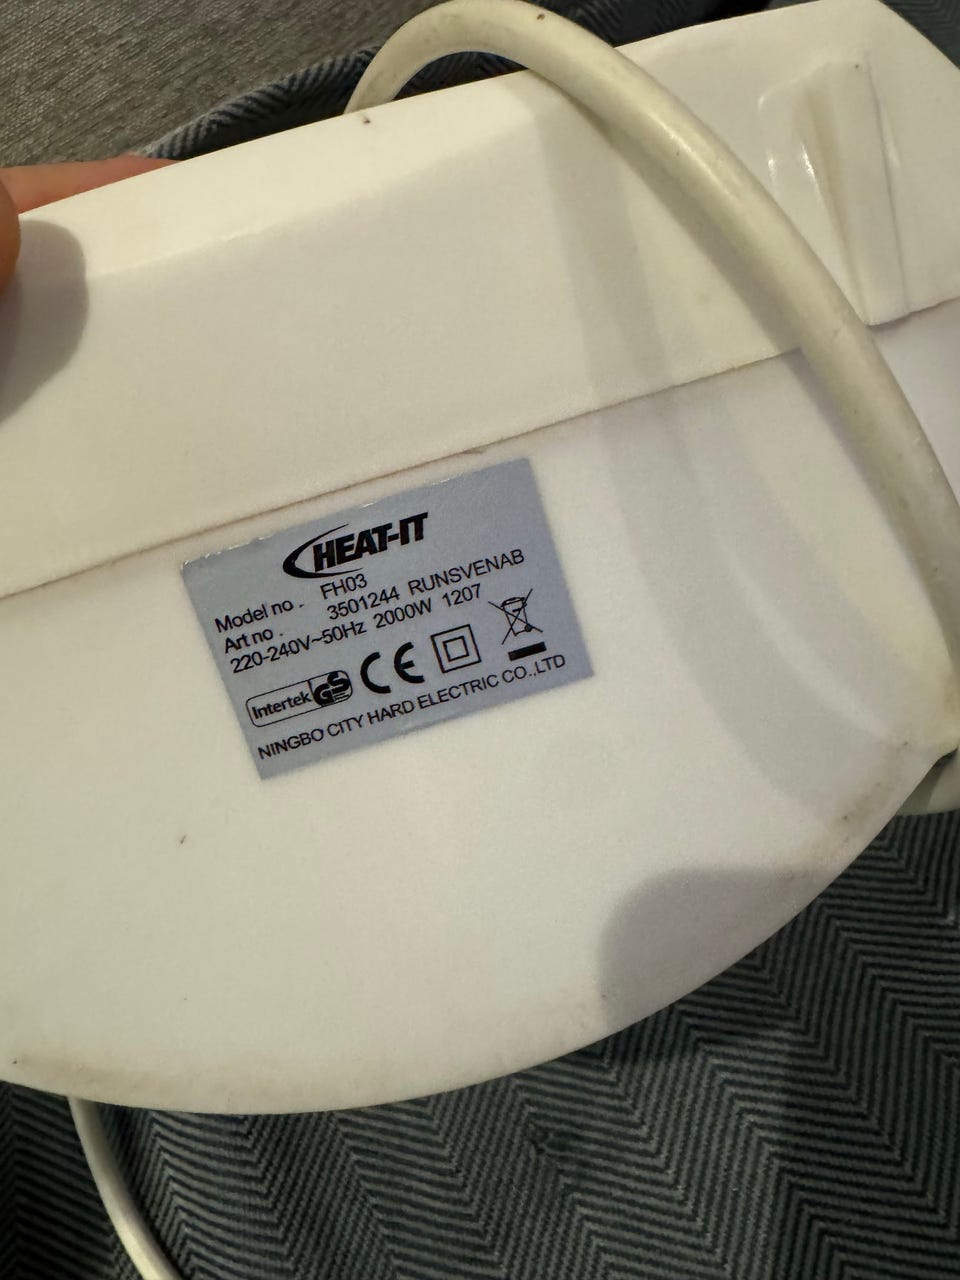 HEAT-IT
Model no. FH03
Art no. 3501244 RUNSVENAB
220-240V~50Hz 2000W 1207
Intertek GS CE
NINGBO CITY HARD ELECTRIC CO.,LTD